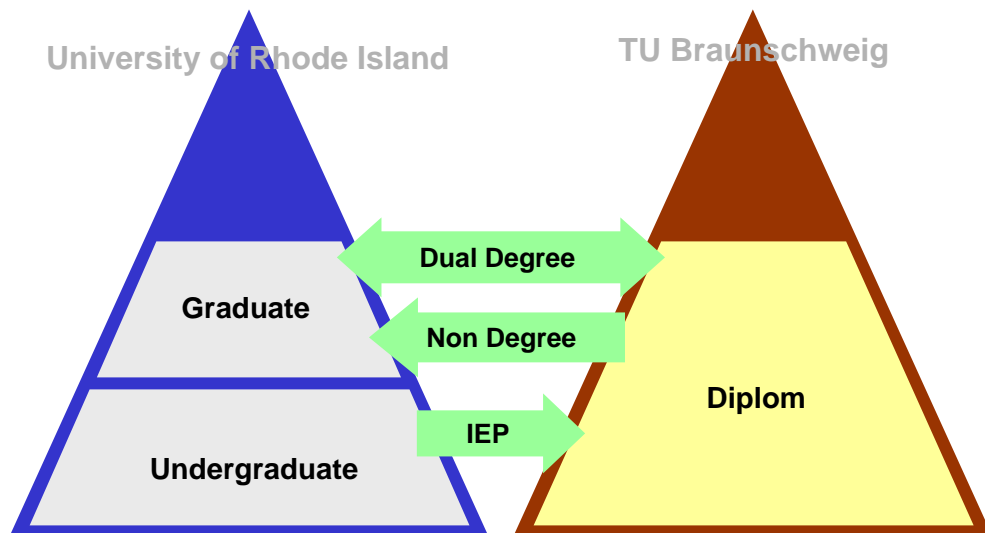 University of Rhode Island
TU Braunschweig
Dual Degree
Graduate
Non Degree
Diplom
IEP
Undergraduate